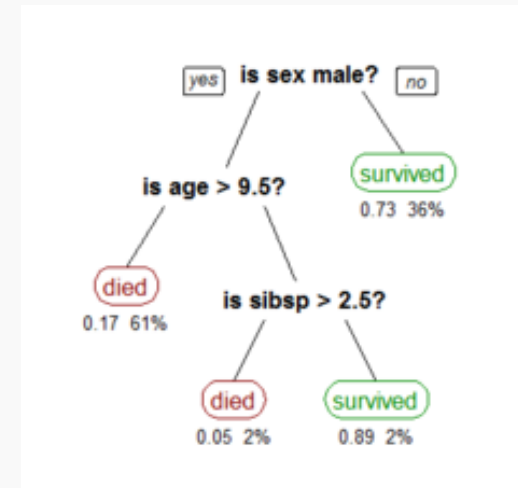 yes is sex male? no
survived
0.73 36%
is age > 9.5?
died
0.17 61%
is sibsp > 2.5?
died survived
0.05 2% 0.89 2%